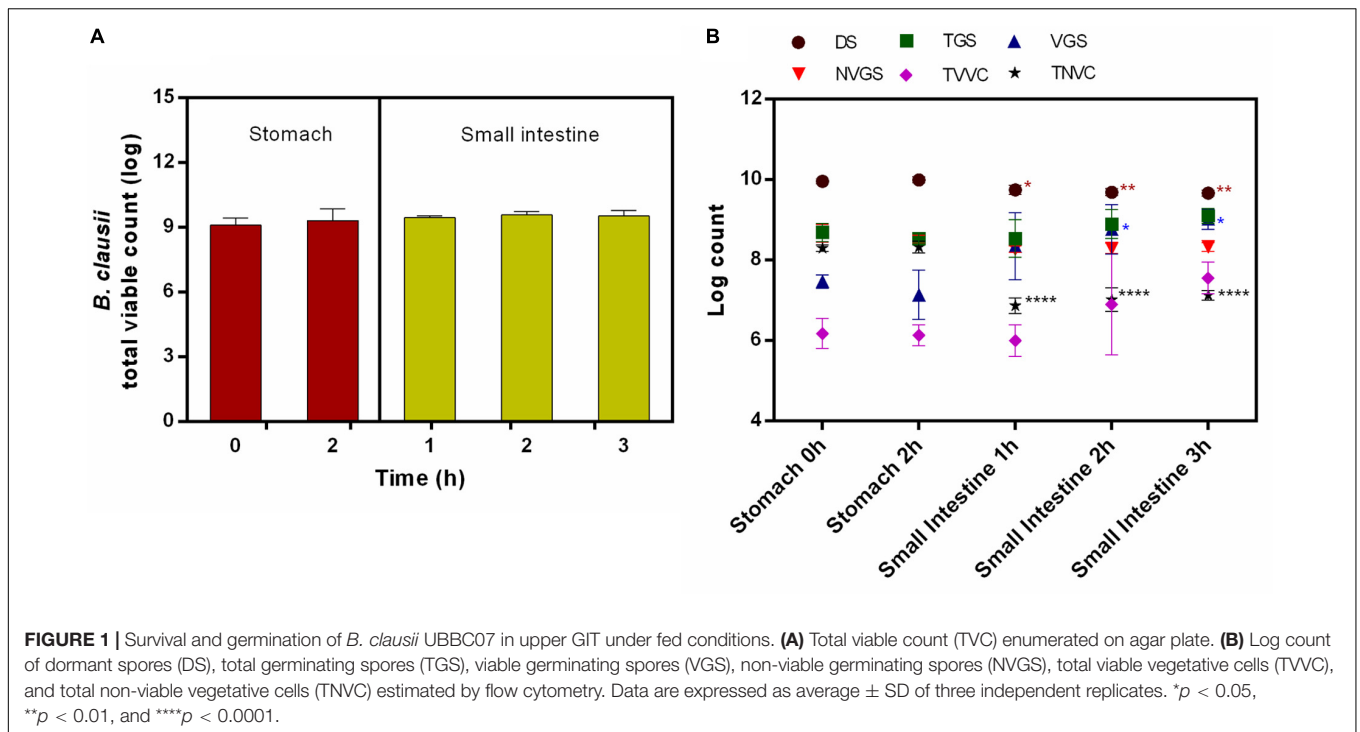 A
B. clausii
total viable count (log)
15
12
9
6
3
0
Stomach
Small intestine
0 2 1 2 3
Time (h)
B
DS TGS VGS
NVGS TVVC TNVC
Log count
12
10
8
6
4
*
**
**
*
*
****
****
****
Stomach 0h
Stomach 2h
Small Intestine 1h
Small Intestine 2h
Small Intestine 3h
FIGURE 1 | Survival and germination of B. clausii UBBC07 in upper GIT under fed conditions. (A) Total viable count (TVC) enumerated on agar plate. (B) Log count
of dormant spores (DS), total germinating spores (TGS), viable germinating spores (VGS), non-viable germinating spores (NVGS), total viable vegetative cells (TVVC),
and total non-viable vegetative cells (TNVC) estimated by flow cytometry. Data are expressed as average ± SD of three independent replicates. *p < 0.05,
**p < 0.01, and ****p < 0.0001.